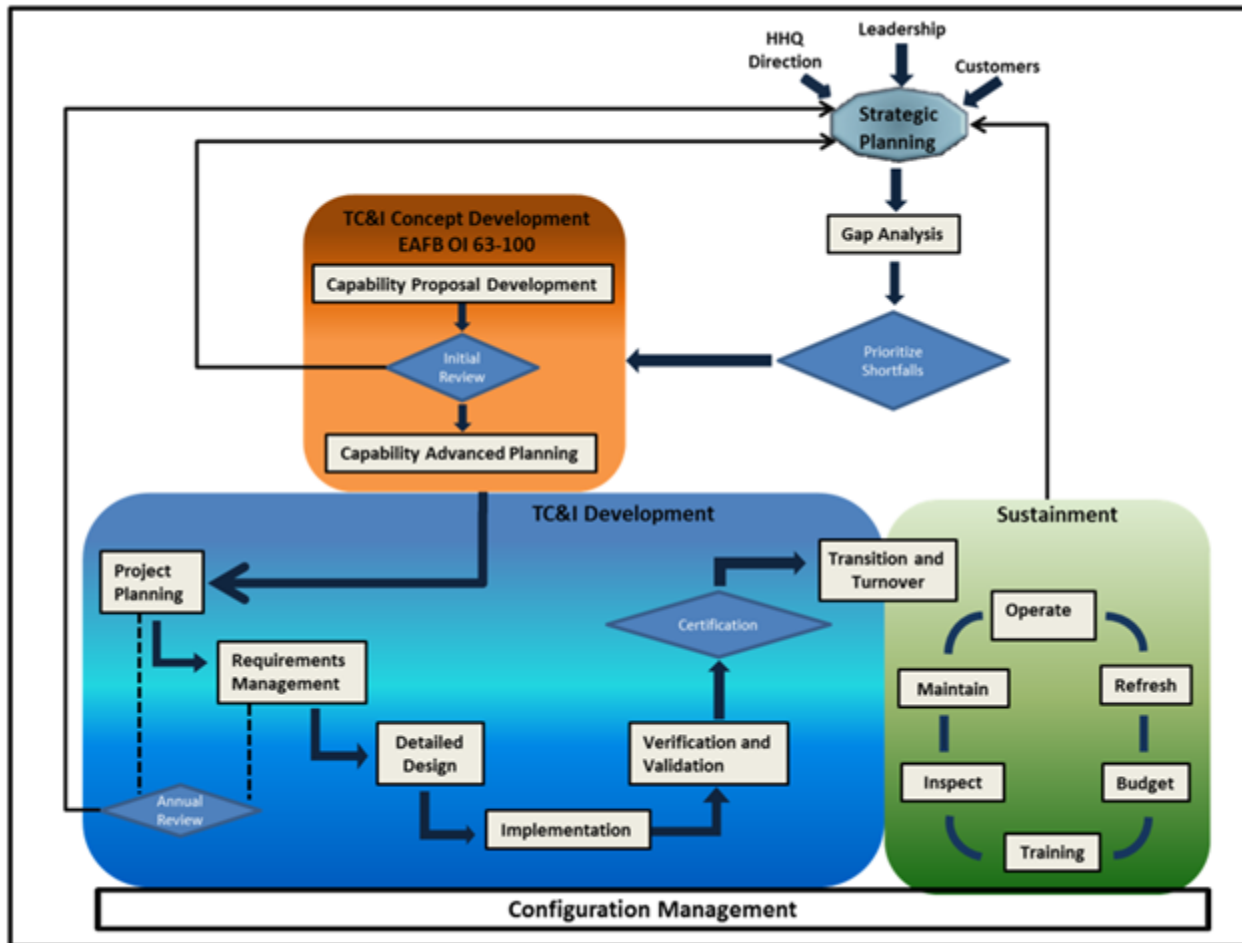 Leadership
HHQ
Direction
Customers
Strategic
Planning
Gap Analysis
Prioritize
Shortfalls
TC&I Concept Development
EAFB OI 63-100
Capability Proposal Development
Initial
Review
Capability Advanced Planning
TC&I Development
Project
Planning
Requirements
Management
Detailed
Design
Implementation
Verification and
Validation
Certification
Transition and
Turnover
Annual
Review
Sustainment
Operate
Maintain
Refresh
Inspect
Budget
Training
Configuration Management